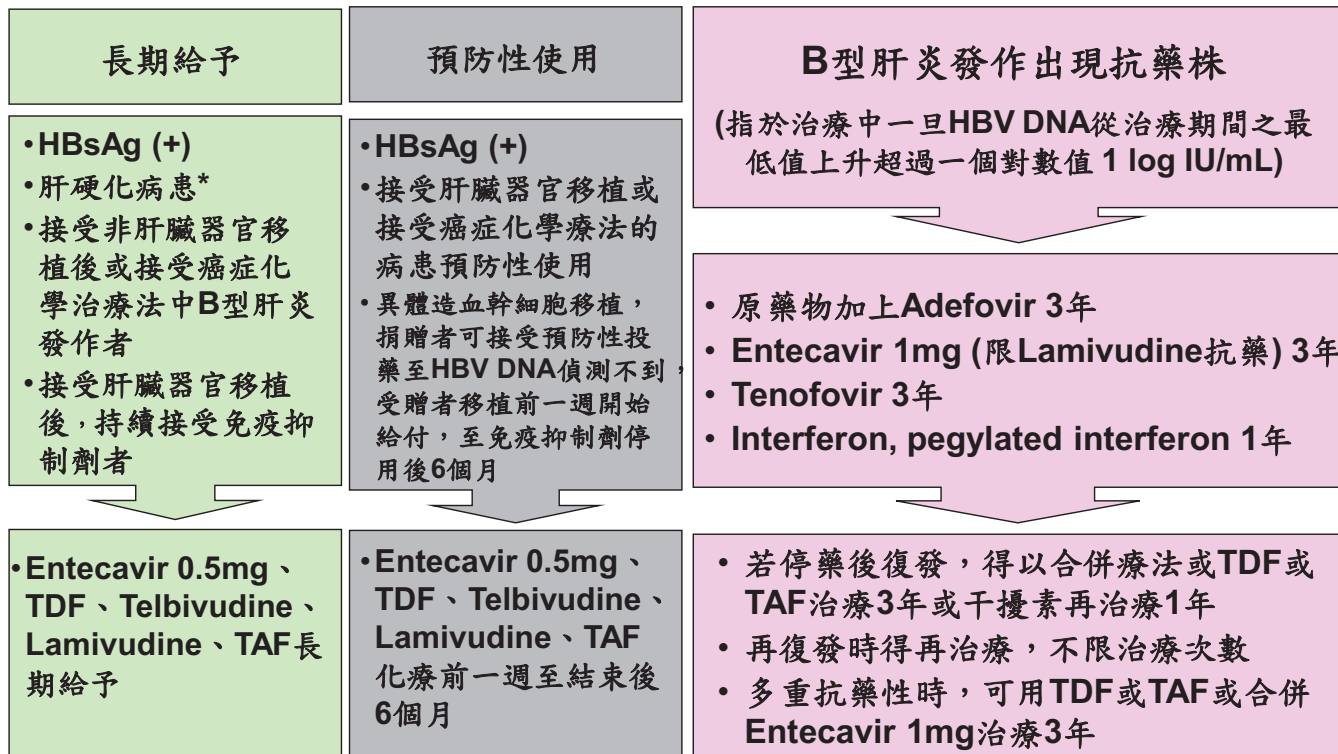 長期給予
•HBsAg (+)
•肝硬化病患*
•接受非肝臟器官移
植後或接受癌症化
學治療法中B型肝炎
發作者
•接受肝臟器官移植
後,持續接受免疫抑
制劑者
•Entecavir 0.5mg、
TDF、Telbivudine、
Lamivudine、TAF長
期給予
預防性使用
•HBsAg (+)
•接受肝臟器官移植或
接受癌症化學療法的
病患預防性使用
•異體造血幹細胞移植,
捐贈者可接受預防性投
藥至HBV DNA偵測不到,
受贈者移植前一週開始
給付,至免疫抑制劑停
用後6個月
•Entecavir 0.5mg、
TDF、Telbivudine、
Lamivudine、TAF
化療前一週至結束後
6個月
B型肝炎發作出現抗藥株
(指於治療中一旦HBV DNA從治療期間之最
低值上升超過一個對數值 1 log IU/mL)
• 原藥物加上Adefovir 3年
• Entecavir 1mg (限Lamivudine抗藥) 3年
• Tenofovir 3年
• Interferon, pegylated interferon 1年
• 若停藥後復發,得以合併療法或TDF或
TAF治療3年或干擾素再治療1年
• 再復發時得再治療,不限治療次數
• 多重抗藥性時,可用TDF或TAF或合併
Entecavir 1mg治療3年